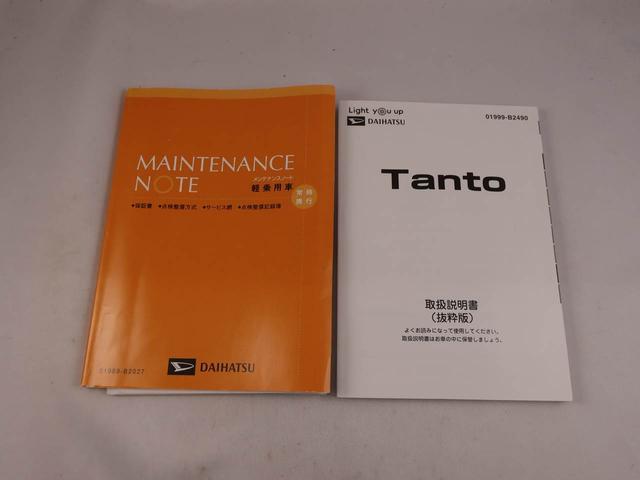 MAINTENANCE
NOTE
メンテナンスノート
軽乗用車
常時
携行
◆保証書 ◆点検整備方式 ◆サービス網 ◆点検整備記録簿
01989-B2027
DAIHATSU
Light you up
DAIHATSU
01999-B2490
Tanto
取扱説明書
（抜粋版）
よくお読みになって使用してください。
取扱説明書はお車の中に保管しましょう。